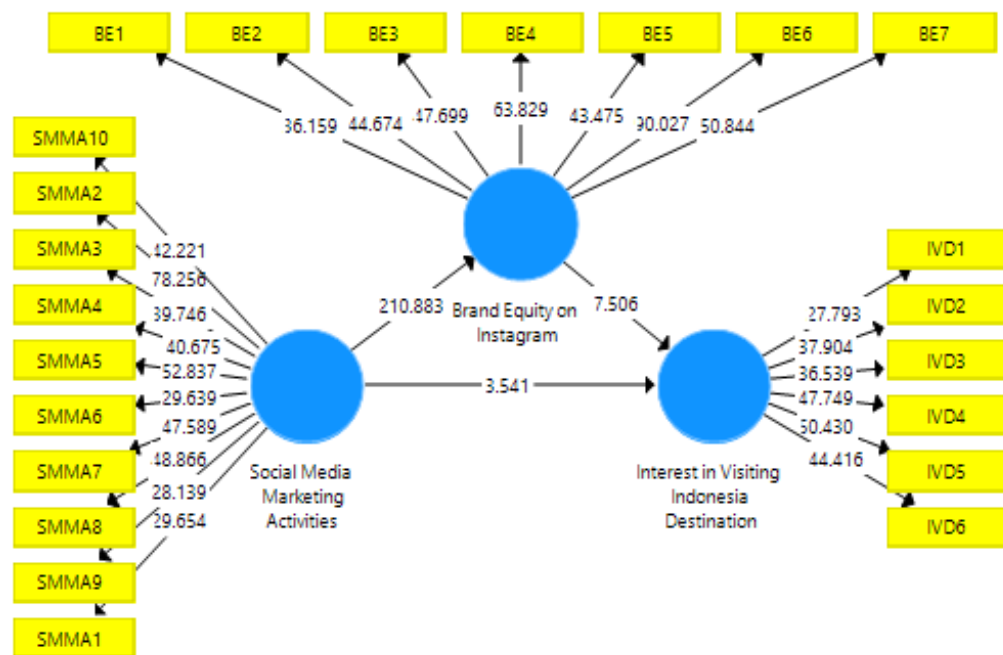 BE1
BE2
BE3
BE4
BE5
BE6
BE7
36.159
44.674
47.699
63.829
43.475
90.027
50.844
SMMA10
SMMA2
SMMA3
SMMA4
SMMA5
SMMA6
SMMA7
SMMA8
SMMA9
SMMA1
42.221
78.256
39.746
40.675
52.837
29.639
47.589
48.866
28.139
29.654
210.883
Brand Equity on
Instagram
7.506
3.541
Social Media
Marketing
Activities
Interest in Visiting
Indonesia
Destination
27.793
37.904
36.539
47.749
44.416
IVD1
IVD2
IVD3
IVD4
IVD5
IVD6